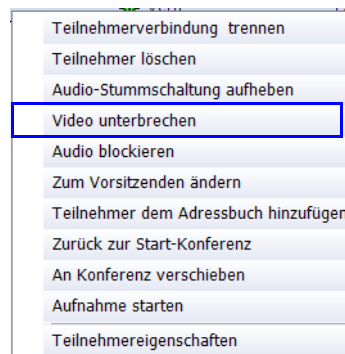 Teilnehmerverbindung trennen
Teilnehmer löschen
Audio-Stummschaltung aufheben
Video unterbrechen
Audio blockieren
Zum Vorsitzenden ändern
Teilnehmer dem Adressbuch hinzufügen
Zurück zur Start-Konferenz
An Konferenz verschieben
Aufnahme starten
Teilnehmereigenschaften